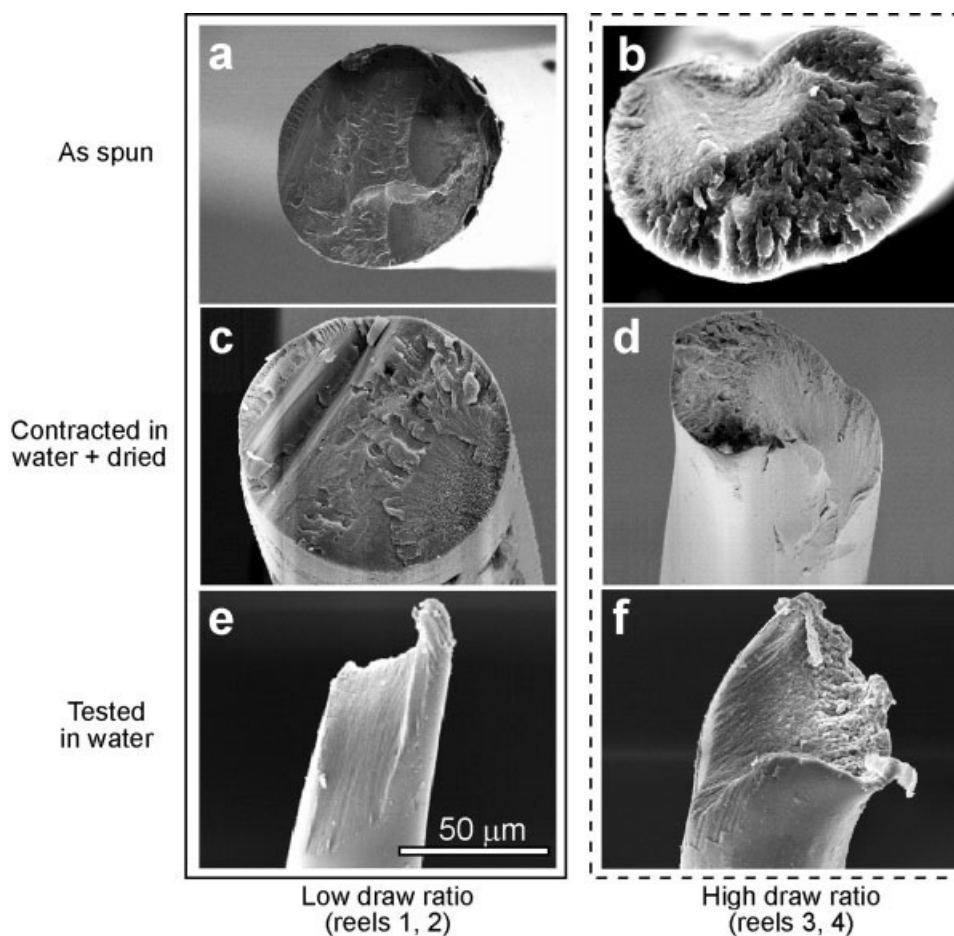 a
b
As spun
c
d
Contracted in
water + dried
e
f
Tested
in water
50 μm
Low draw ratio
(reels 1, 2)
High draw ratio
(reels 3, 4)